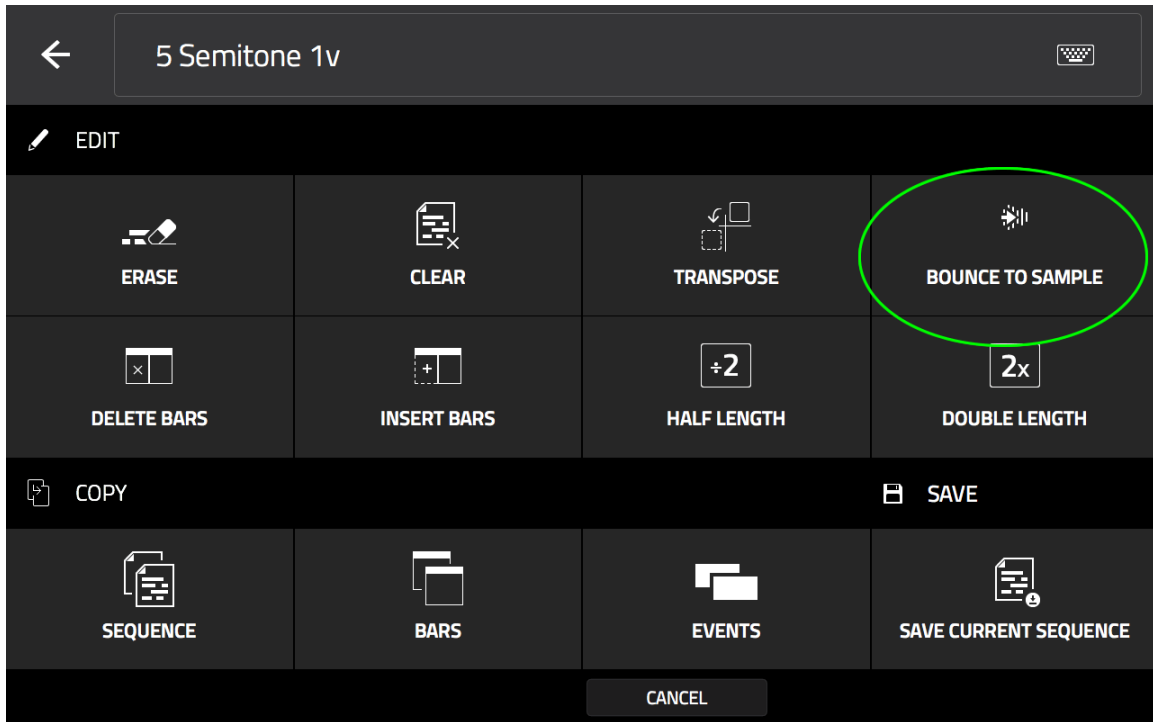 5 Semitone 1v
EDIT
ERASE
CLEAR
TRANSPOSE
BOUNCE TO SAMPLE
DELETE BARS
INSERT BARS
÷2
HALF LENGTH
2x
DOUBLE LENGTH
COPY
SAVE
SEQUENCE
BARS
EVENTS
SAVE CURRENT SEQUENCE
CANCEL